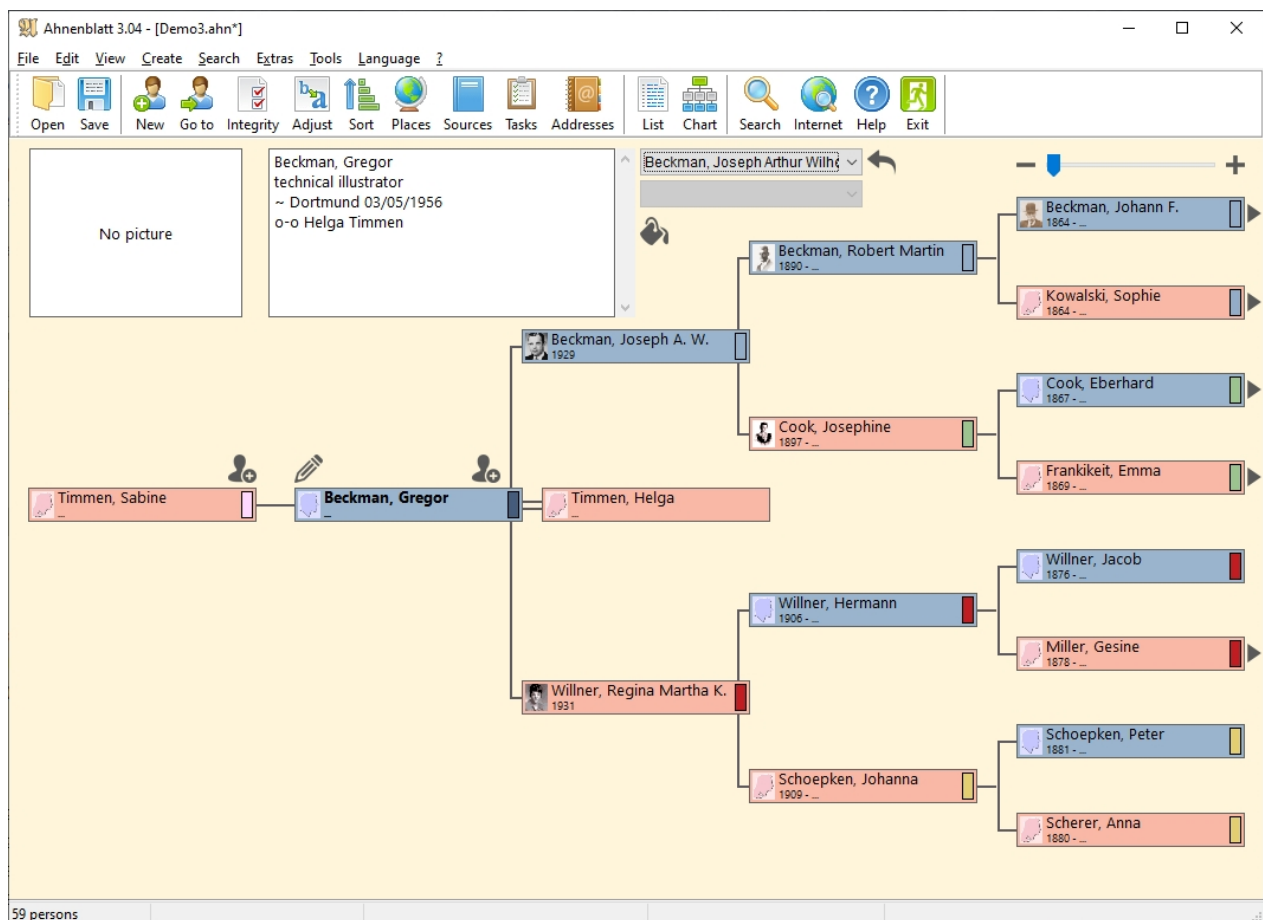 Ahnenblatt 3.04 - [Demo3.ahn*]
File Edit View Create Search Extras Tools Language ?
Open Save New Go to Integrity Adjust Sort Places Sources Tasks Addresses List Chart Search Internet Help Exit
No picture
Beckman, Gregor
technical illustrator
~ Dortmund 03/05/1956
o-o Helga Timmen
Beckman, Joseph Arthur Wilh
Beckman, Johann F.
1864 - ...
Beckman, Robert Martin
1890 - ...
Kowalski, Sophie
1864 - ...
Beckman, Joseph A. W.
1929
Cook, Eberhard
1867 - ...
Cook, Josephine
1897 - ...
Frankikeit, Emma
1869 - ...
Timmen, Sabine
...
Beckman, Gregor
...
Timmen, Helga
...
Willner, Jacob
1876 - ...
Willner, Hermann
1906 - ...
Miller, Gesine
1878 - ...
Willner, Regina Martha K.
1931
Schoepken, Peter
1881 - ...
Schoepken, Johanna
1909 - ...
Scherer, Anna
1880 - ...
59 persons